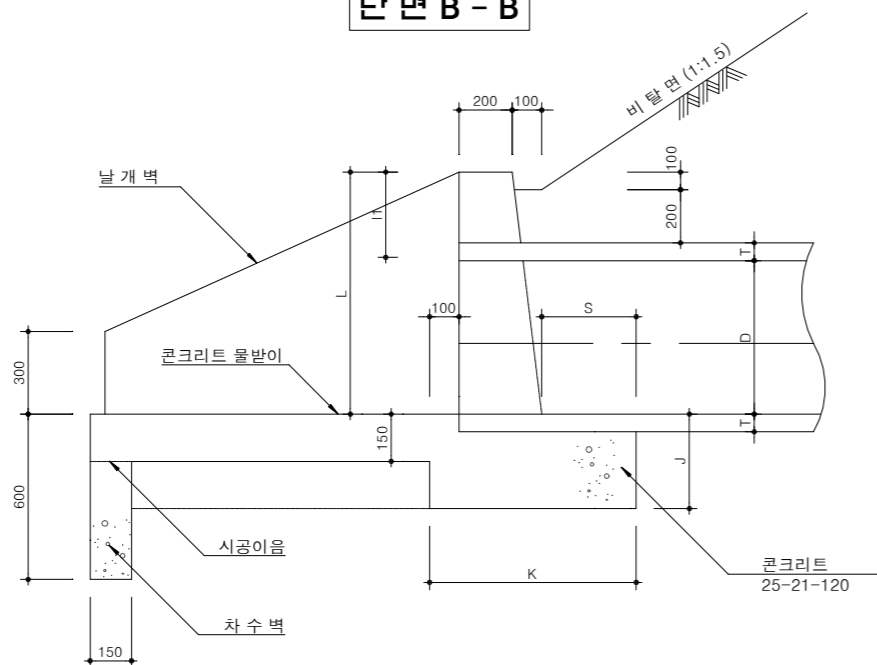 단 면 B - B
비 탈 면 (1:1.5)
200
100
100
날 개 벽
l1
200
T
L
100
S
D
300
콘크리트 물받이
150
T
J
600
시공이음
K
콘크리트
25-21-120
차 수 벽
150